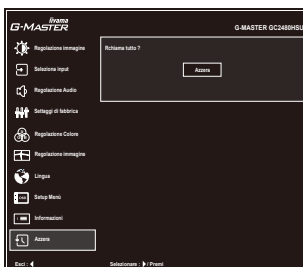 iiyama
G-MASTER
G-MASTER GC2480HSU
Regolazione immagine
Richiama tutto ?
Azzera
Selezione input
Regolazione Audio
Settaggi di fabbrica
Regolazione Colore
Regolazione immagine
Lingua
OSD
Setup Menù
Informazioni
Azzera
Esci :
Selezionare : / Premi